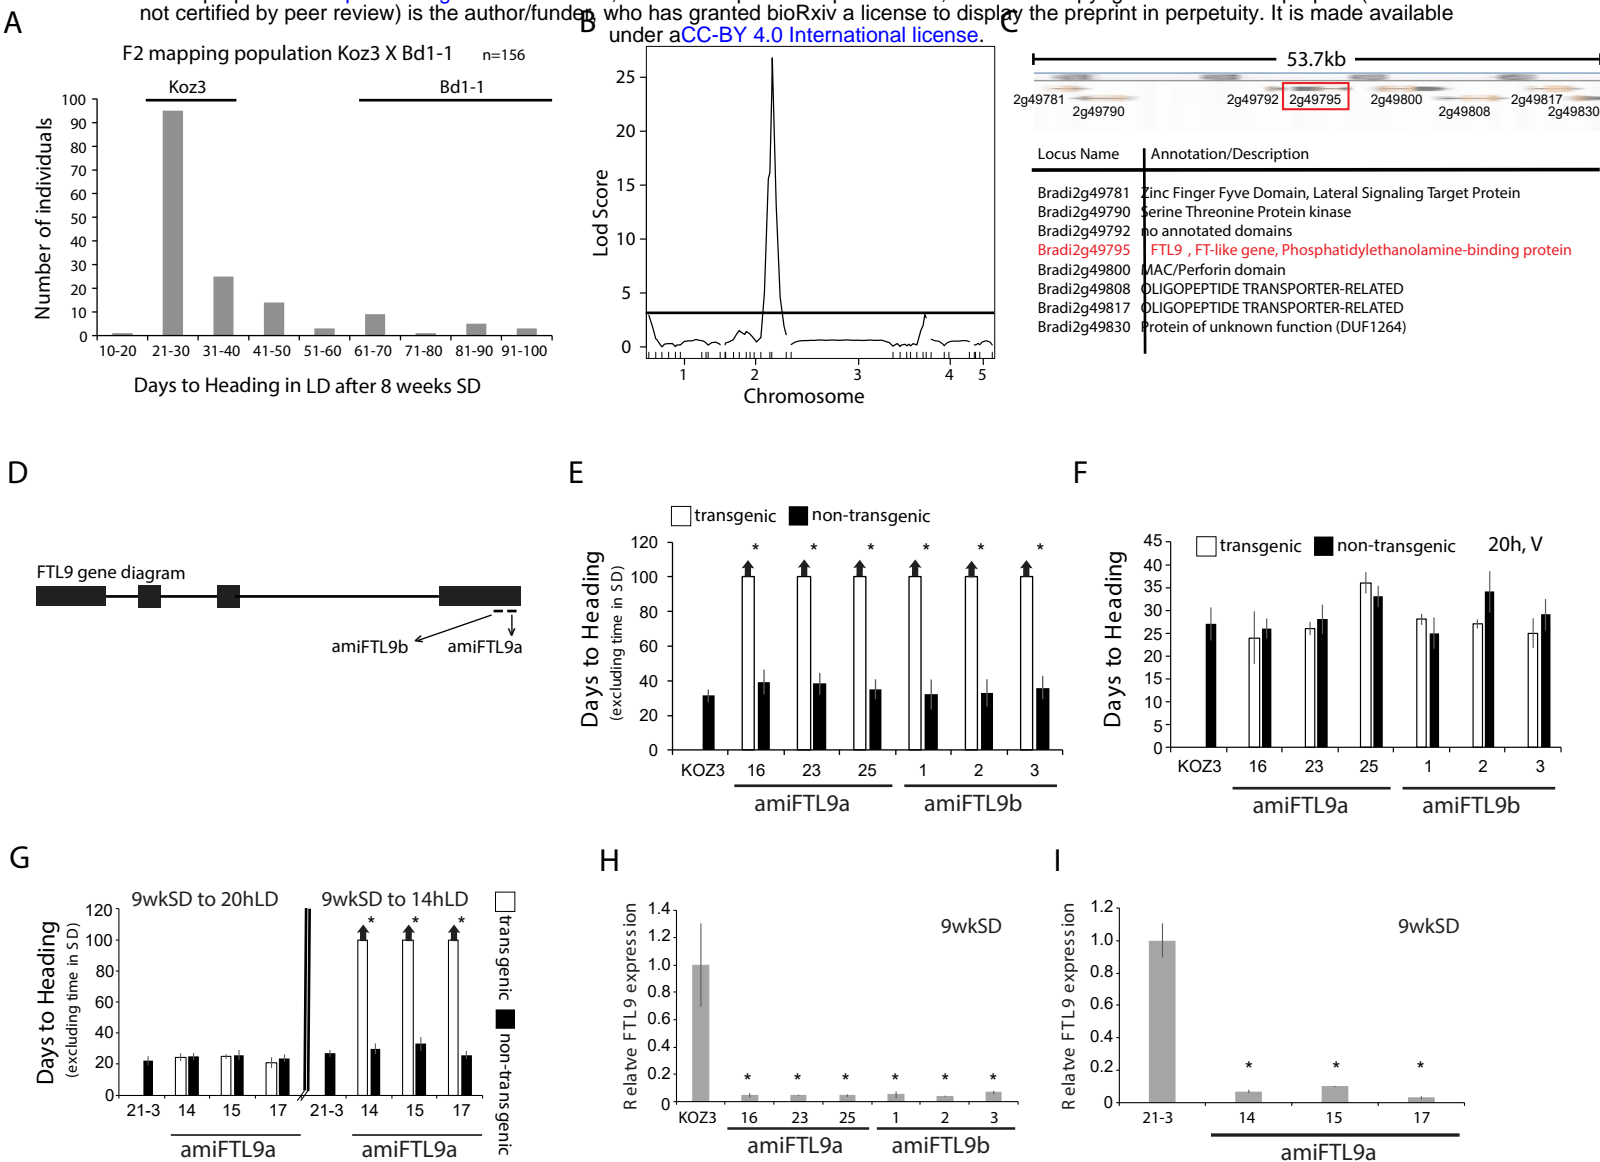 not certified by peer review) is the author/funder, who has granted bioRxiv a license to display the preprint in perpetuity. It is made available
under aCC-BY 4.0 International license.
A
F2 mapping population Koz3 X Bd1-1 n=156
Koz3
Bd1-1
Number of individuals
100
90
80
70
60
50
40
30
20
10
0
10-20 21-30 31-40 41-50 51-60 61-70 71-80 81-90 91-100
Days to Heading in LD after 8 weeks SD
B
Lod Score
25
20
15
10
5
0
1 2 3 4 5
Chromosome
C
53.7kb
2g49781 2g49792 2g49795 2g49800 2g49817
2g49790 2g49808 2g49830
Locus Name Annotation/Description
Bradi2g49781 Zinc Finger Fyve Domain, Lateral Signaling Target Protein
Bradi2g49790 Serine Threonine Protein kinase
Bradi2g49792 no annotated domains
Bradi2g49795 FTL9 , FT-like gene, Phosphatidylethanolamine-binding protein
Bradi2g49800 MAC/Perforin domain
Bradi2g49808 OLIGOPEPTIDE TRANSPORTER-RELATED
Bradi2g49817 OLIGOPEPTIDE TRANSPORTER-RELATED
Bradi2g49830 Protein of unknown function (DUF1264)
D
FTL9 gene diagram
amiFTL9b amiFTL9a
E
transgenic non-transgenic
Days to Heading
(excluding time in SD)
120
100
80
60
40
20
0
* * * * * *
KOZ3 16 23 25 1 2 3
amiFTL9a amiFTL9b
F
transgenic non-transgenic 20h, V
Days to Heading
45
40
35
30
25
20
15
10
5
0
KOZ3 16 23 25 1 2 3
amiFTL9a amiFTL9b
G
9wkSD to 20hLD 9wkSD to 14hLD
Days to Heading
(excluding time in SD)
120
100
80
60
40
20
0
* * *
21-3 14 15 17 21-3 14 15 17
amiFTL9a amiFTL9a
transgenic
non-transgenic
H
9wkSD
Relative FTL9 expression
1.4
1.2
1.0
0.8
0.6
0.4
0.2
0
* * * * * *
KOZ3 16 23 25 1 2 3
amiFTL9a amiFTL9b
I
9wkSD
Relative FTL9 expression
1.2
1.0
0.8
0.6
0.4
0.2
0
* * *
21-3 14 15 17
amiFTL9a